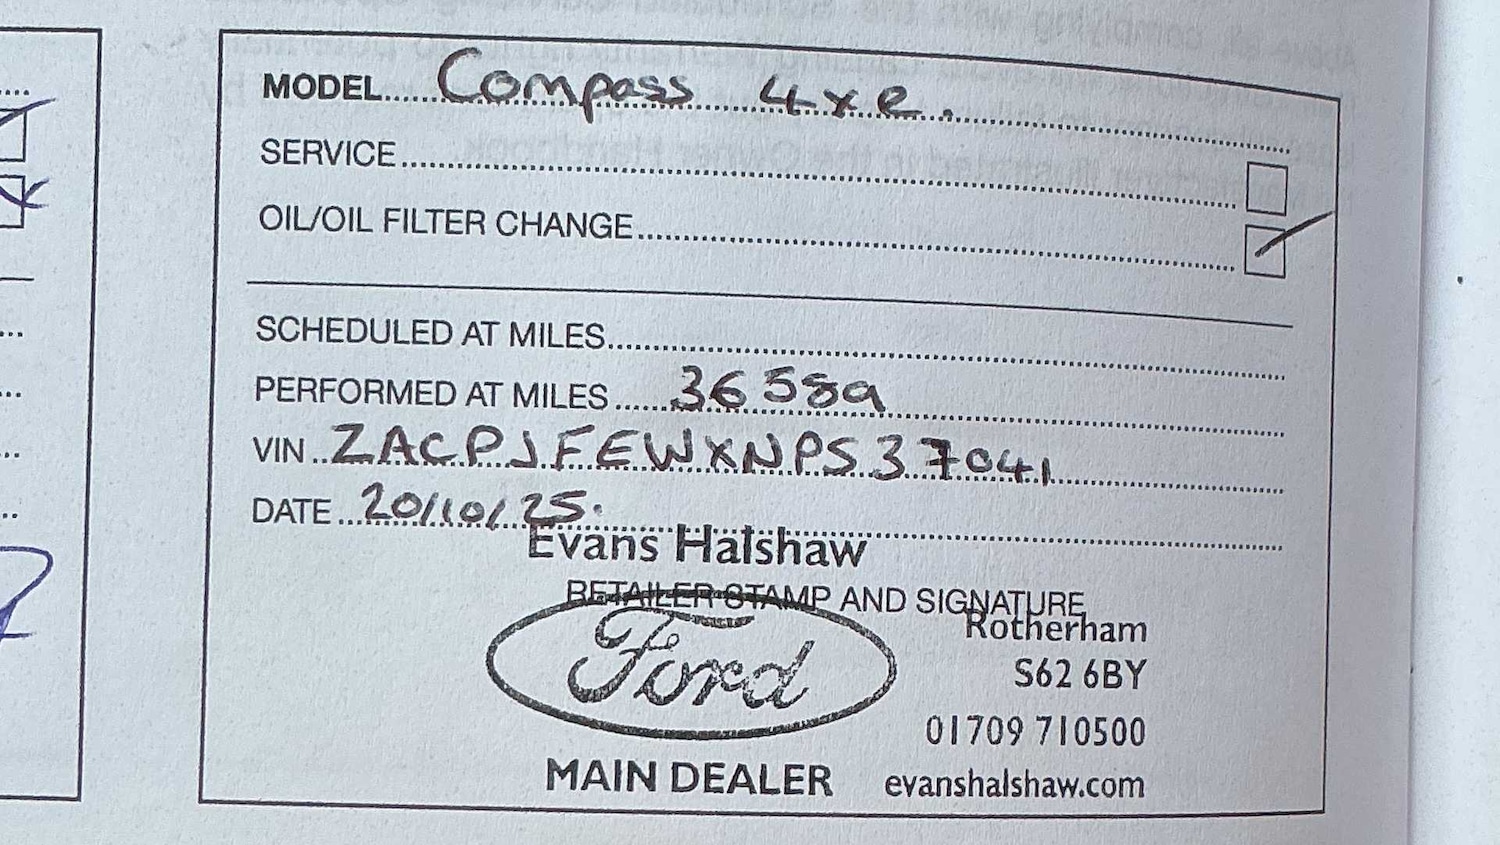 MODEL Compass 4xe.
SERVICE
OIL/OIL FILTER CHANGE
SCHEDULED AT MILES
PERFORMED AT MILES 36589
VIN ZACPJFEWXNPS37041
DATE 20/10/25.
Evans Halshaw
RETAILER STAMP AND SIGNATURE
Rotherham
Ford
S62 6BY
01709 710500
MAIN DEALER evanshalshaw.com